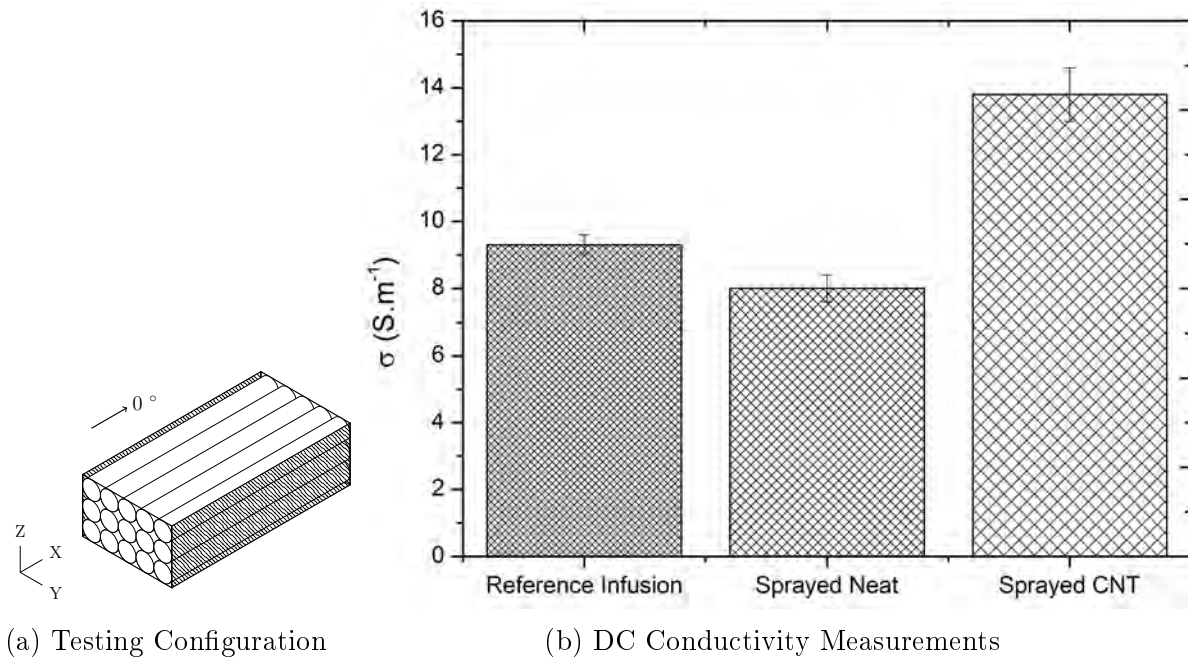 0 °
Z
X
Y
(a) Testing Configuration
σ (S.m⁻¹)
16
14
12
10
8
6
4
2
0
Reference Infusion
Sprayed Neat
Sprayed CNT
(b) DC Conductivity Measurements